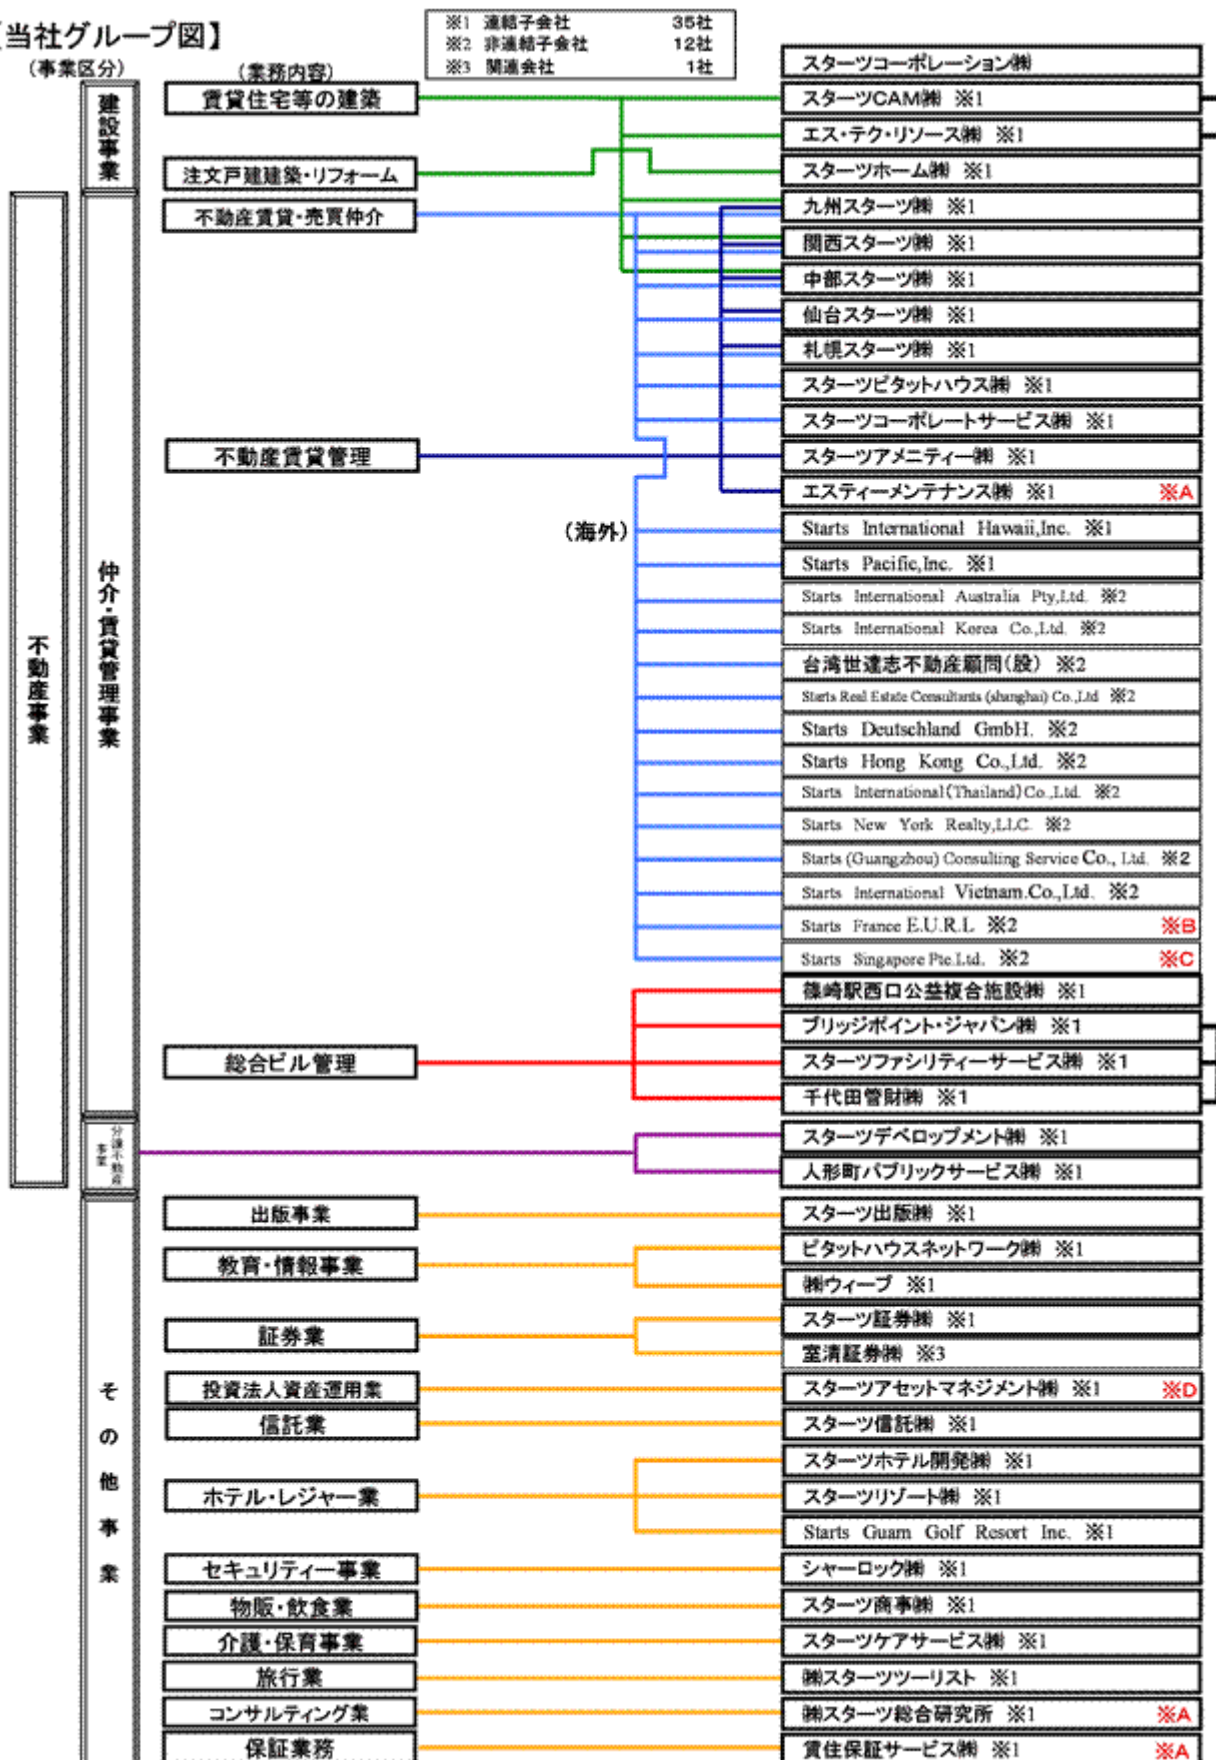 【当社グループ図】
※1 連結子会社 35社
※2 非連結子会社 12社
※3 関連会社 1社
(事業区分)
(業務内容)
建設事業
不動産事業
仲介・賃貸管理事業
分譲不動産事業
その他事業
賃貸住宅等の建築
注文戸建建築・リフォーム
不動産賃貸・売買仲介
不動産賃貸管理
(海外)
総合ビル管理
出版事業
教育・情報事業
証券業
投資法人資産運用業
信託業
ホテル・レジャー業
セキュリティー事業
物販・飲食業
介護・保育事業
旅行業
コンサルティング業
保証業務
スターツコーポレーション㈱
スターツCAM㈱ ※1
エス・テク・リソース㈱ ※1
スターツホーム㈱ ※1
九州スターツ㈱ ※1
関西スターツ㈱ ※1
中部スターツ㈱ ※1
仙台スターツ㈱ ※1
札幌スターツ㈱ ※1
スターツピタットハウス㈱ ※1
スターツコーポレートサービス㈱ ※1
スターツアメニティー㈱ ※1
エスティーメンテナンス㈱ ※1 ※A
Starts International Hawaii,Inc. ※1
Starts Pacific,Inc. ※1
Starts International Australia Pty,Ltd. ※2
Starts International Korea Co.,Ltd. ※2
台湾世達志不動産顧問(股) ※2
Starts Real Estate Consultants (shanghai) Co.,Ltd ※2
Starts Deutschland GmbH. ※2
Starts Hong Kong Co.,Ltd. ※2
Starts International(Thailand)Co.,Ltd. ※2
Starts New York Realty,LLC. ※2
Starts (Guangzhou) Consulting Service Co., Ltd. ※2
Starts International Vietnam.Co.,Ltd. ※2
Starts France E.U.R.L ※2 ※B
Starts Singapore Pte.Ltd. ※2 ※C
篠崎駅西口公益複合施設㈱ ※1
ブリッジポイント・ジャパン㈱ ※1
スターツファシリティーサービス㈱ ※1
千代田管財㈱ ※1
スターツデベロップメント㈱ ※1
人形町パブリックサービス㈱ ※1
スターツ出版㈱ ※1
ピタットハウスネットワーク㈱ ※1
㈱ウィーブ ※1
スターツ証券㈱ ※1
室清証券㈱ ※3
スターツアセットマネジメント㈱ ※1 ※D
スターツ信託㈱ ※1
スターツホテル開発㈱ ※1
スターツリゾート㈱ ※1
Starts Guam Golf Resort Inc. ※1
シャーロック㈱ ※1
スターツ商事㈱ ※1
スターツケアサービス㈱ ※1
㈱スターツツーリスト ※1
㈱スターツ総合研究所 ※1 ※A
賃住保証サービス㈱ ※1 ※A